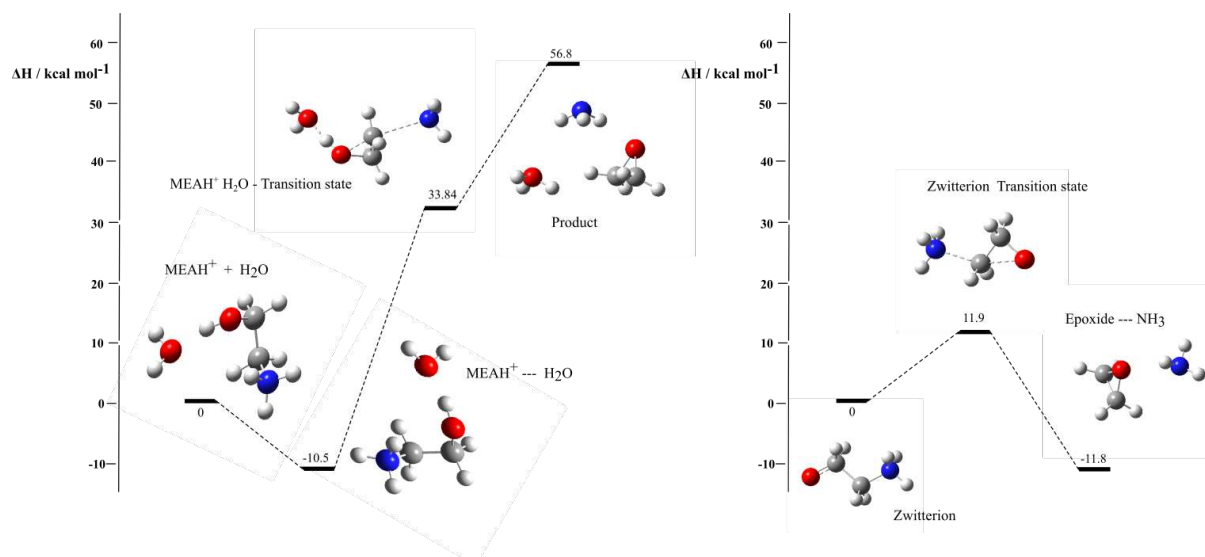 60
ΔH / kcal mol-1
50
40
30
20
10
0
-10
56.8
MEAH+ H2O - Transition state
33.84
Product
MEAH+ + H2O
0
-10.5
MEAH+ --- H2O
60
ΔH / kcal mol-1
50
40
30
20
10
0
-10
Zwitterion Transition state
11.9
Epoxide --- NH3
0
-11.8
Zwitterion